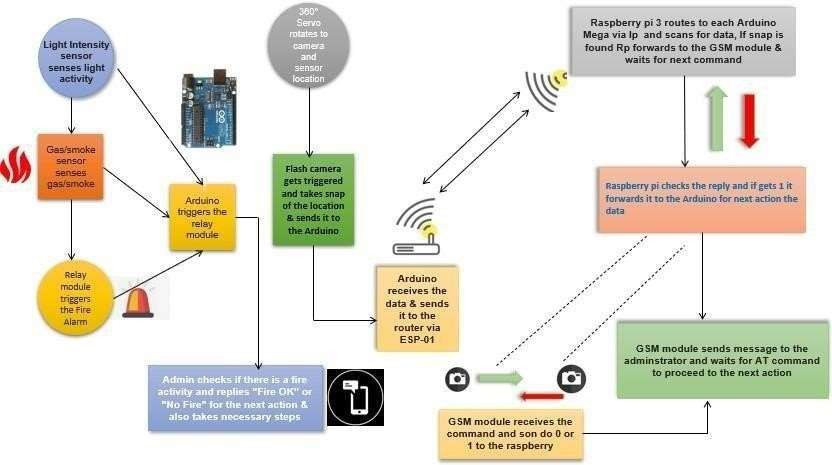 Light Intensity
sensor
senses light
activity
360°
Servo
rotates to
camera
and
sensor
location
Raspberry pi 3 routes to each Arduino
Mega via Ip and scans for data, If snap is
found Rp forwards to the GSM module &
waits for next command
Gas/smoke
sensor
senses
gas/smoke
Arduino
triggers the
relay
module
Flash camera
gets triggered
and takes snap
of the location
& sends it to
the Arduino
Raspberry pi checks the reply and if gets 1 it
forwards it to the Arduino for next action the
data
Relay
module
triggers
the Fire
Alarm
Arduino
receives the
data & sends
it to the
router via
ESP-01
GSM module sends message to the
adminstrator and waits for AT command
to proceed to the next action
Admin checks if there is a fire
activity and replies "Fire OK" or
"No Fire" for the next action &
also takes necessary steps
GSM module receives the
command and son do 0 or
1 to the raspberry